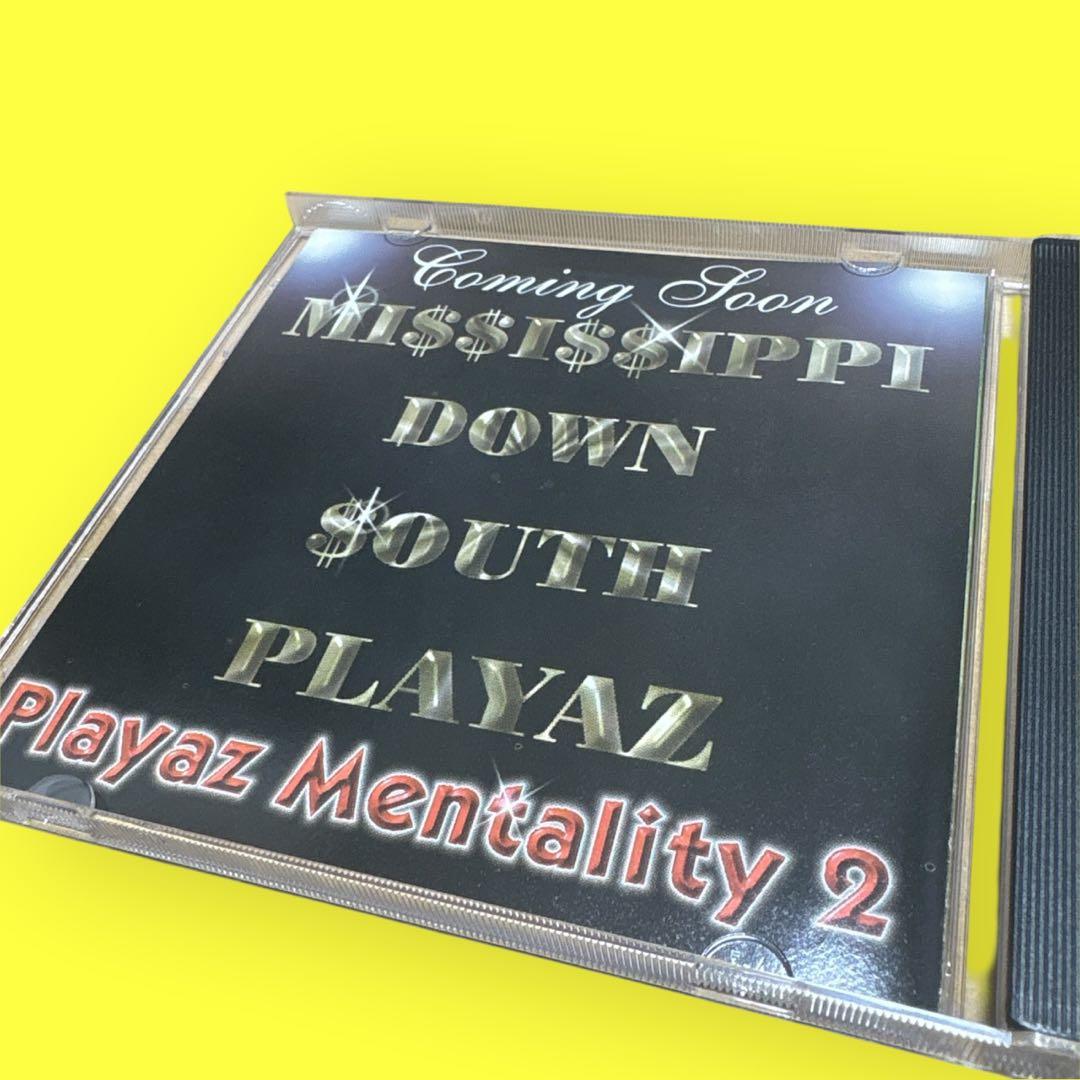 Coming Soon
MI$$I$$IPPI
DOWN
$OUTH
PLAYAZ
Playaz Mentality 2